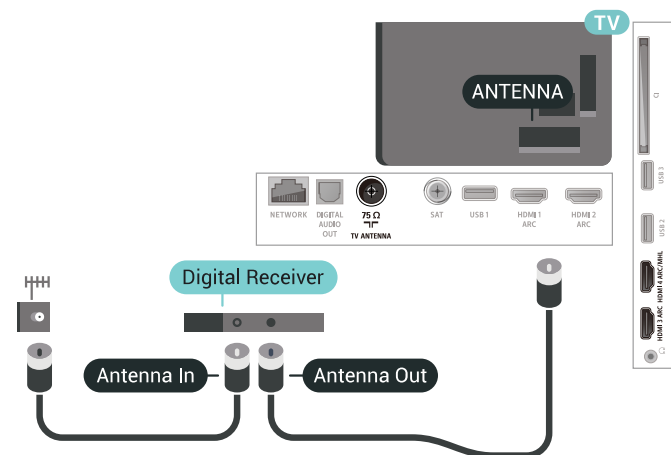 TV
ANTENNA
NETWORK
DIGITAL
AUDIO
OUT
75 Ω
TV ANTENNA
SAT
USB 1
HDMI 1
ARC
HDMI 2
ARC
CI
USB 3
USB 2
HDMI 4 ARC/MHL
HDMI 3 ARC
Digital Receiver
Antenna In
Antenna Out